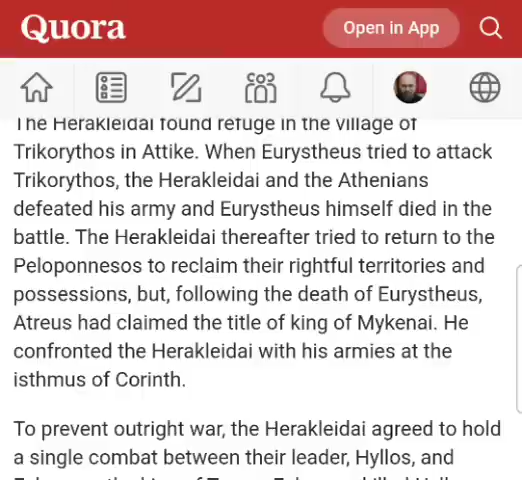 Quora
Open in App
The Herakleidai found refuge in the village of
Trikorythos in Attike. When Eurystheus tried to attack
Trikorythos, the Herakleidai and the Athenians
defeated his army and Eurystheus himself died in the
battle. The Herakleidai thereafter tried to return to the
Peloponnesos to reclaim their rightful territories and
possessions, but, following the death of Eurystheus,
Atreus had claimed the title of king of Mykenai. He
confronted the Herakleidai with his armies at the
isthmus of Corinth.
To prevent outright war, the Herakleidai agreed to hold
a single combat between their leader, Hyllos, and